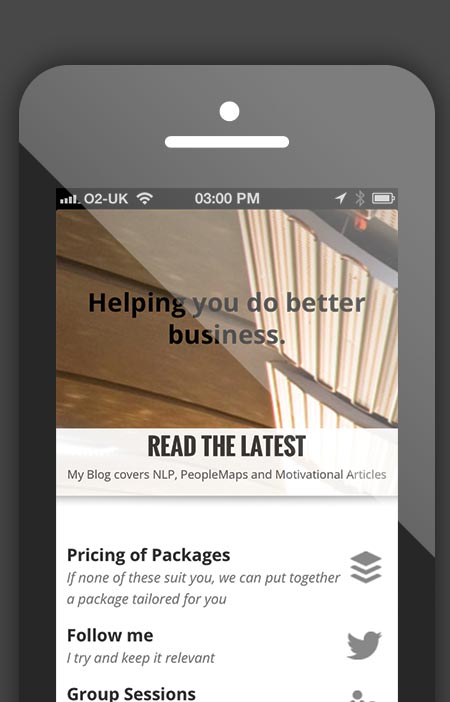 O2-UK 03:00 PM
Helping you do better
business.
READ THE LATEST
My Blog covers NLP, PeopleMaps and Motivational Articles
Pricing of Packages
If none of these suit you, we can put together
a package tailored for you
Follow me
I try and keep it relevant
Group Sessions